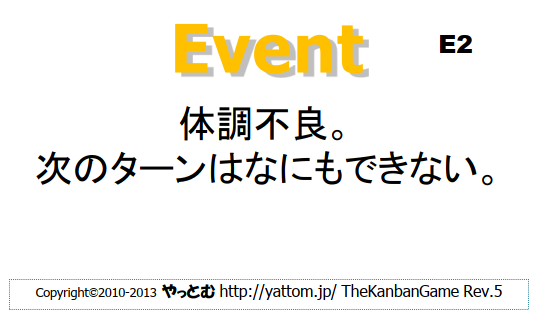 Event
E2
体調不良。
次のターンはなにもできない。
Copyright©2010-2013 やっとむ http://yattom.jp/ TheKanbanGame Rev.5